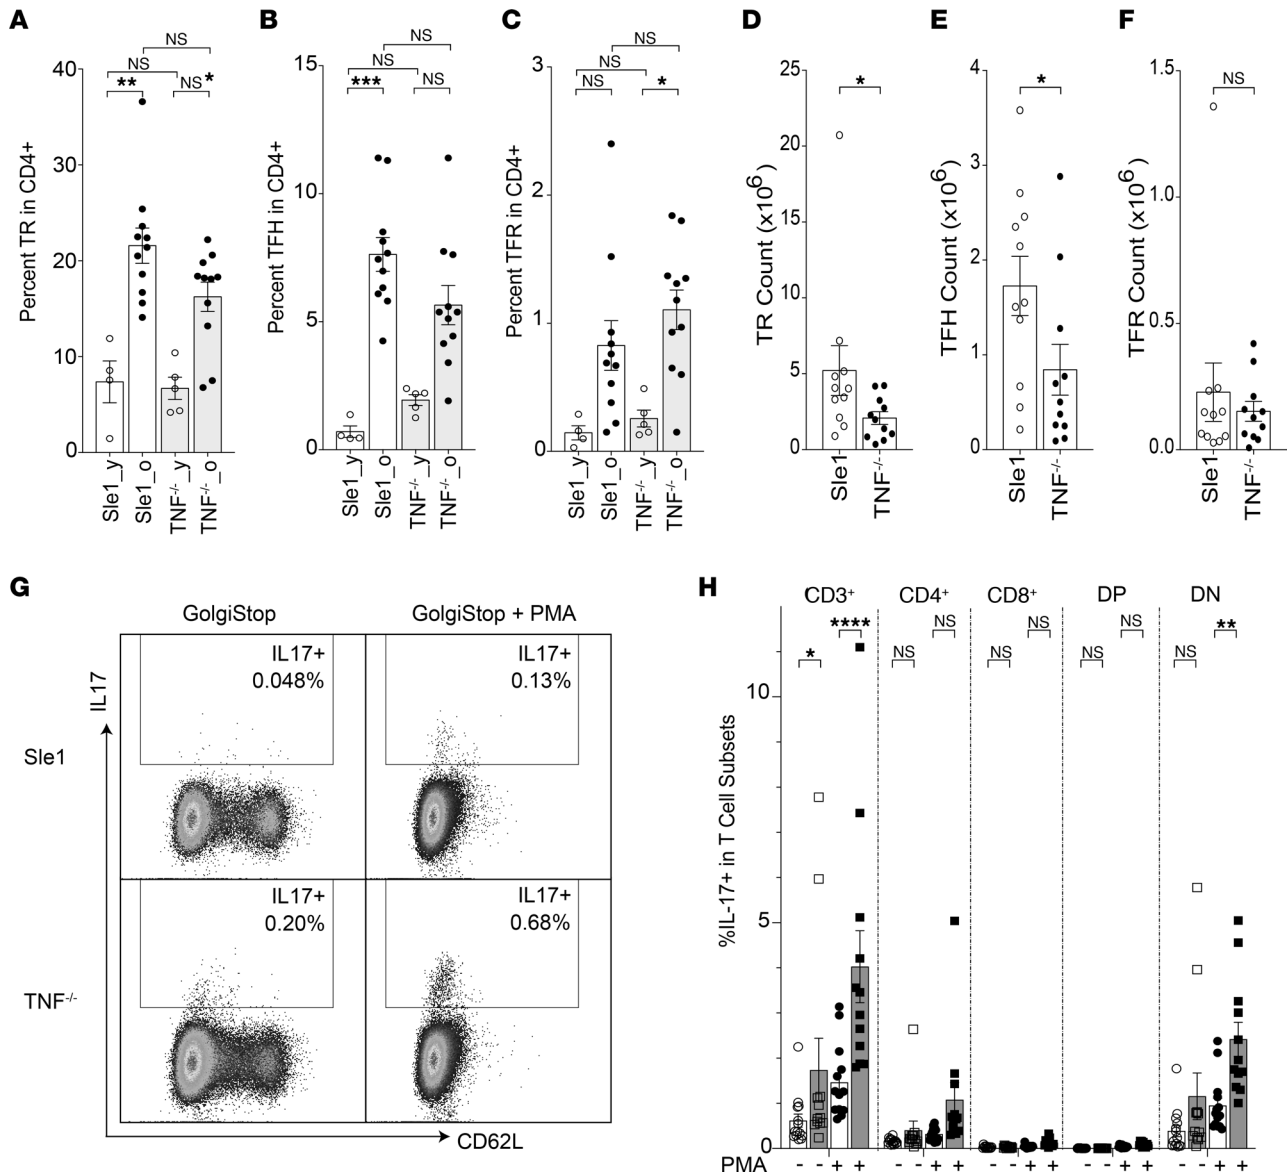 A
NS
NS
**
NS *
40
30
20
10
0
Percent TR in CD4+
Sle1_y
Sle1_o
TNF-/-_y
TNF-/-_o
B
NS
NS
***
NS
15
10
5
0
Percent TFH in CD4+
Sle1_y
Sle1_o
TNF-/-_y
TNF-/-_o
C
NS
NS
NS
*
3
2
1
0
Percent TFR in CD4+
Sle1_y
Sle1_o
TNF-/-_y
TNF-/-_o
D
*
25
20
15
10
5
0
TR Count (x10^6)
Sle1
TNF-/-
E
*
4
3
2
1
0
TFH Count (x10^6)
Sle1
TNF-/-
F
NS
1.5
1.0
0.5
0.0
TFR Count (x10^6)
Sle1
TNF-/-
G
GolgiStop
GolgiStop + PMA
IL17
Sle1
IL17+
0.048%
IL17+
0.13%
TNF-/-
IL17+
0.20%
IL17+
0.68%
CD62L
H
CD3+
CD4+
CD8+
DP
DN
*
****
NS
NS
NS
NS
NS
NS
NS
**
10
5
0
%IL-17+ in T Cell Subsets
PMA - - + + - - + + - - + + - - + + - - + +